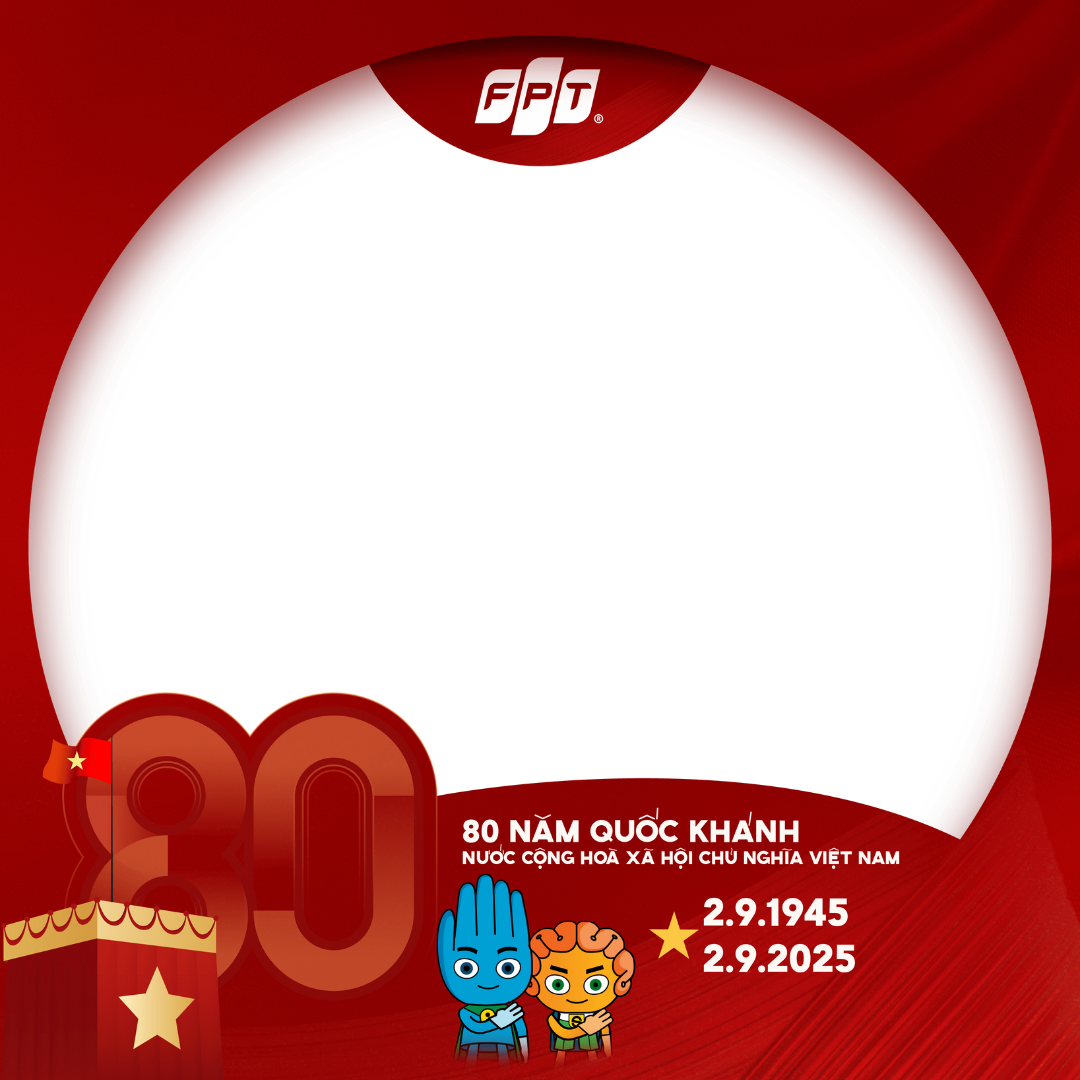 FPT®
80
80 NĂM QUỐC KHÁNH
NƯỚC CỘNG HOÀ XÃ HỘI CHỦ NGHĨA VIỆT NAM
2.9.1945
2.9.2025